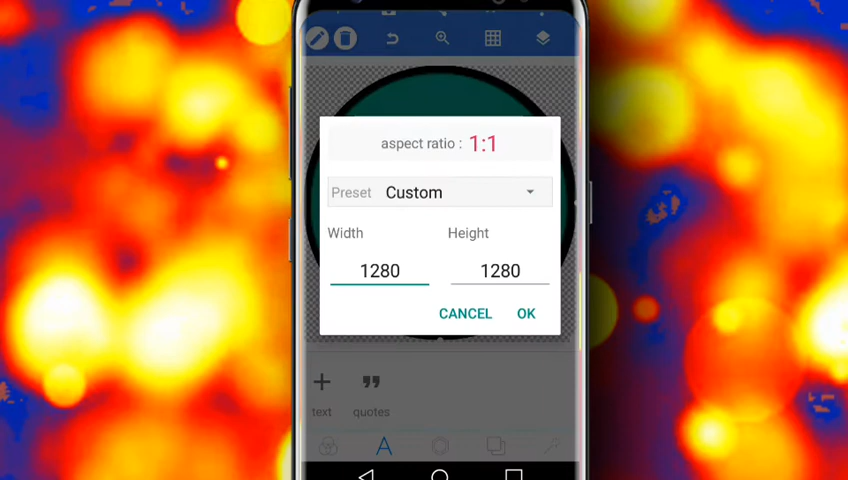 aspect ratio : 1:1
Preset Custom
Width Height
1280 1280
CANCEL OK
text quotes
A